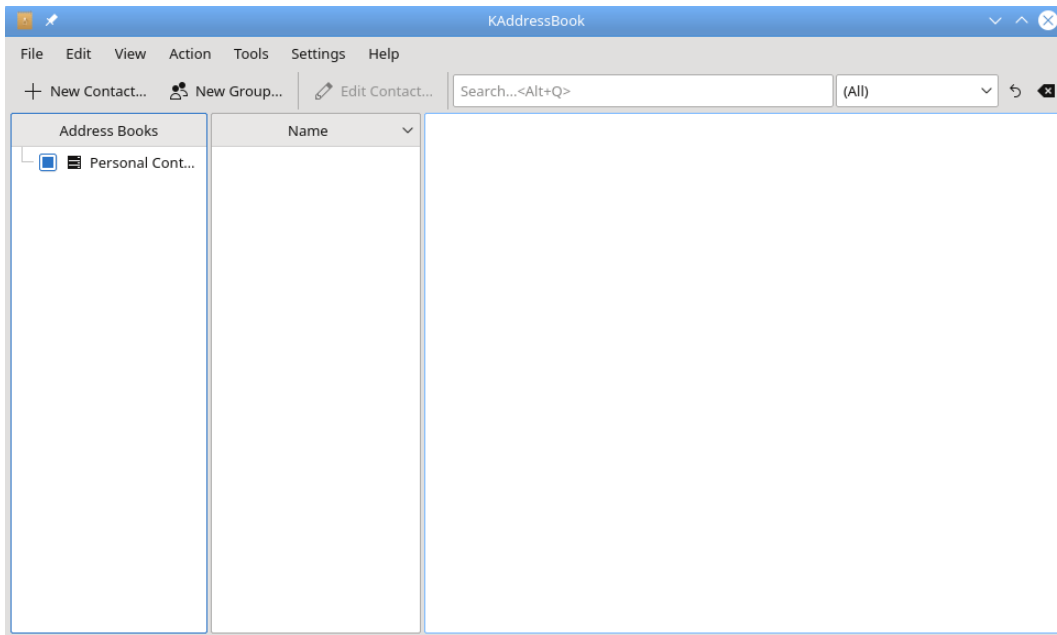 KAddressBook
File Edit View Action Tools Settings Help
New Contact... New Group... Edit Contact... Search...<Alt+Q> (All)
Address Books Name
Personal Cont...